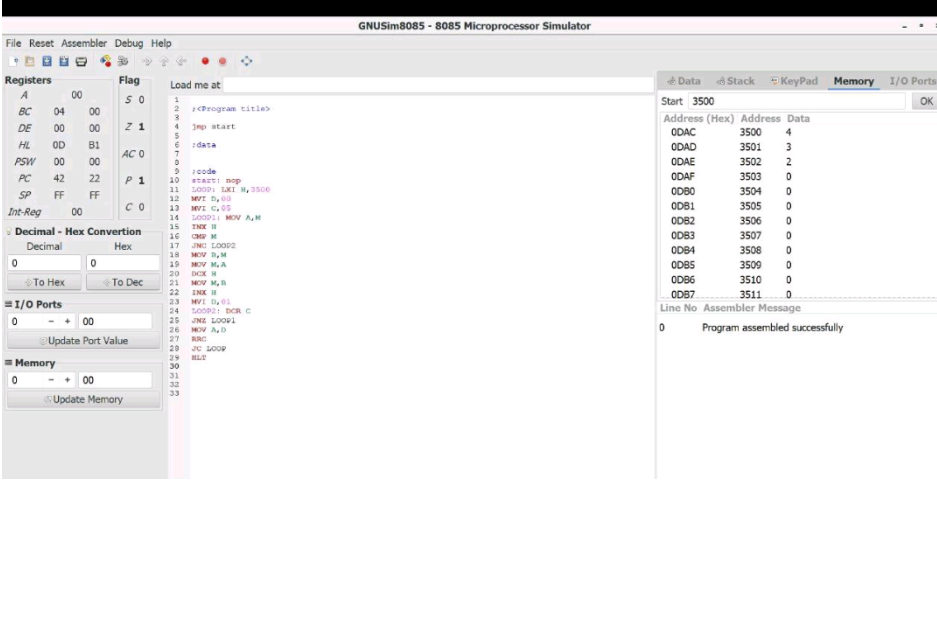 GNUSim8085 - 8085 Microprocessor Simulator
File Reset Assembler Debug Help
Registers
Flag
A 00
BC 04 00
DE 00 00
HL 0D B1
PSW 00 00
PC 42 22
SP FF FF
Int-Reg 00
S 0
Z 1
AC 0
P 1
C 0
Decimal - Hex Convertion
Decimal Hex
0 0
To Hex To Dec
I/O Ports
0 - + 00
Update Port Value
Memory
0 - + 00
Update Memory
Load me at
1
2 ;<Program title>
3
4 jmp start
5
6 ;data
7
8
9 ;code
10 start: nop
11 LOOP: LXI H,3500
12 MVI D,00
13 MVI C,05
14 LOOP1: MOV A,M
15 INX H
16 CMP M
17 JNC LOOP2
18 MOV B,M
19 MOV M,A
20 DCX H
21 MOV M,B
22 INX H
23 MVI D,01
24 LOOP2: DCR C
25 JNZ LOOP1
26 MOV A,D
27 RRC
28 JC LOOP
29 HLT
30
31
32
33
Data Stack KeyPad Memory I/O Ports
Start 3500 OK
Address (Hex) Address Data
0DAC 3500 4
0DAD 3501 3
0DAE 3502 2
0DAF 3503 0
0DB0 3504 0
0DB1 3505 0
0DB2 3506 0
0DB3 3507 0
0DB4 3508 0
0DB5 3509 0
0DB6 3510 0
0DB7 3511 0
Line No Assembler Message
0 Program assembled successfully